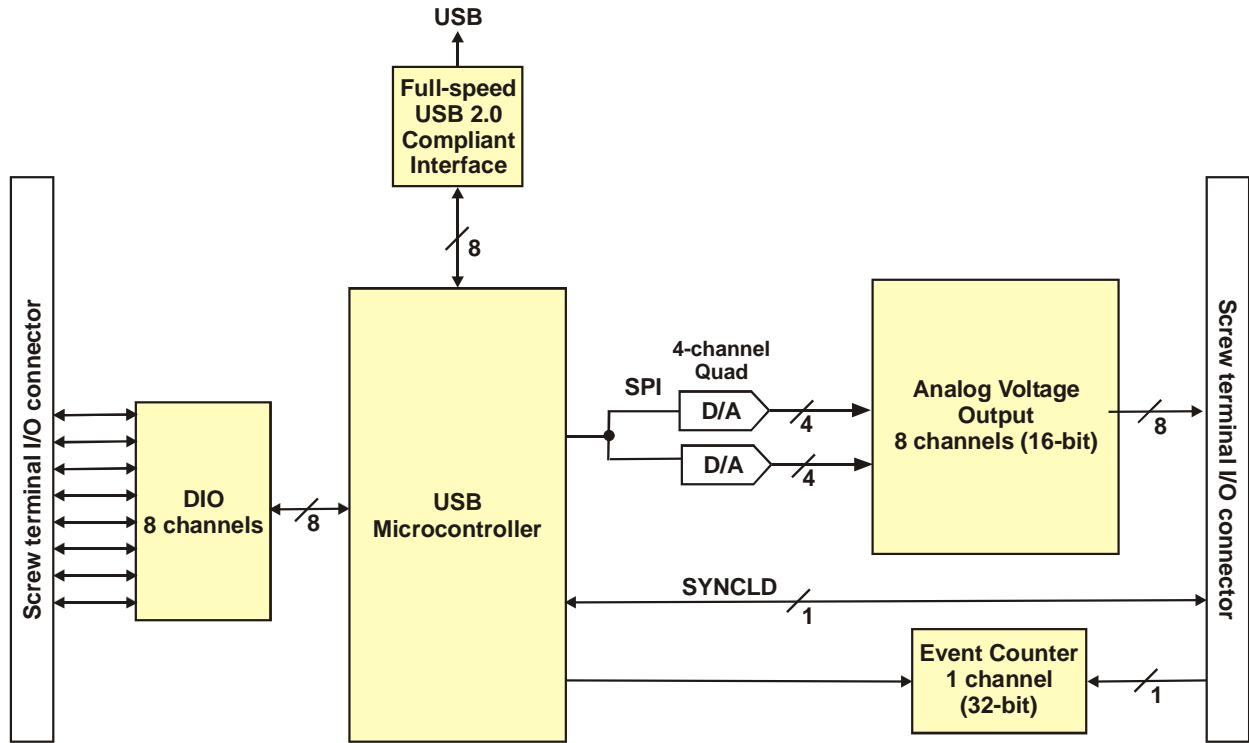 USB
Full-speed
USB 2.0
Compliant
Interface
8
Screw terminal I/O connector
DIO
8 channels
8
USB
Microcontroller
SPI
4-channel
Quad
D/A
4
D/A
4
Analog Voltage
Output
8 channels (16-bit)
8
SYNCLD
1
Event Counter
1 channel
(32-bit)
1
Screw terminal I/O connector